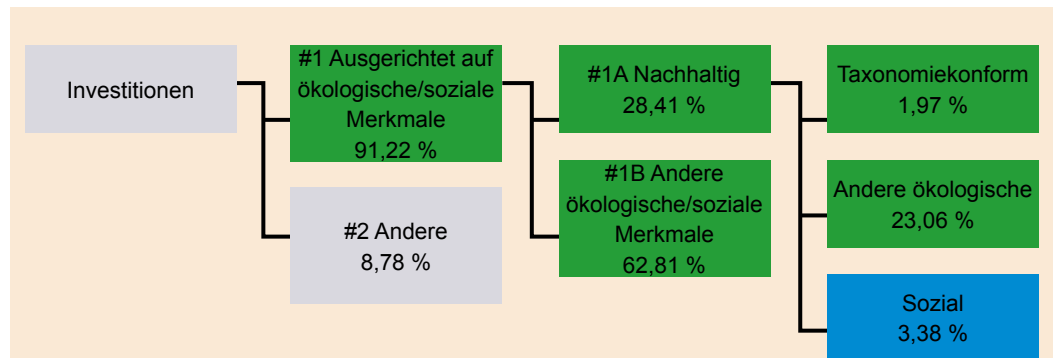 Investitionen
#1 Ausgerichtet auf
ökologische/soziale
Merkmale
91,22 %
#2 Andere
8,78 %
#1A Nachhaltig
28,41 %
#1B Andere
ökologische/soziale
Merkmale
62,81 %
Taxonomiekonform
1,97 %
Andere ökologische
23,06 %
Sozial
3,38 %